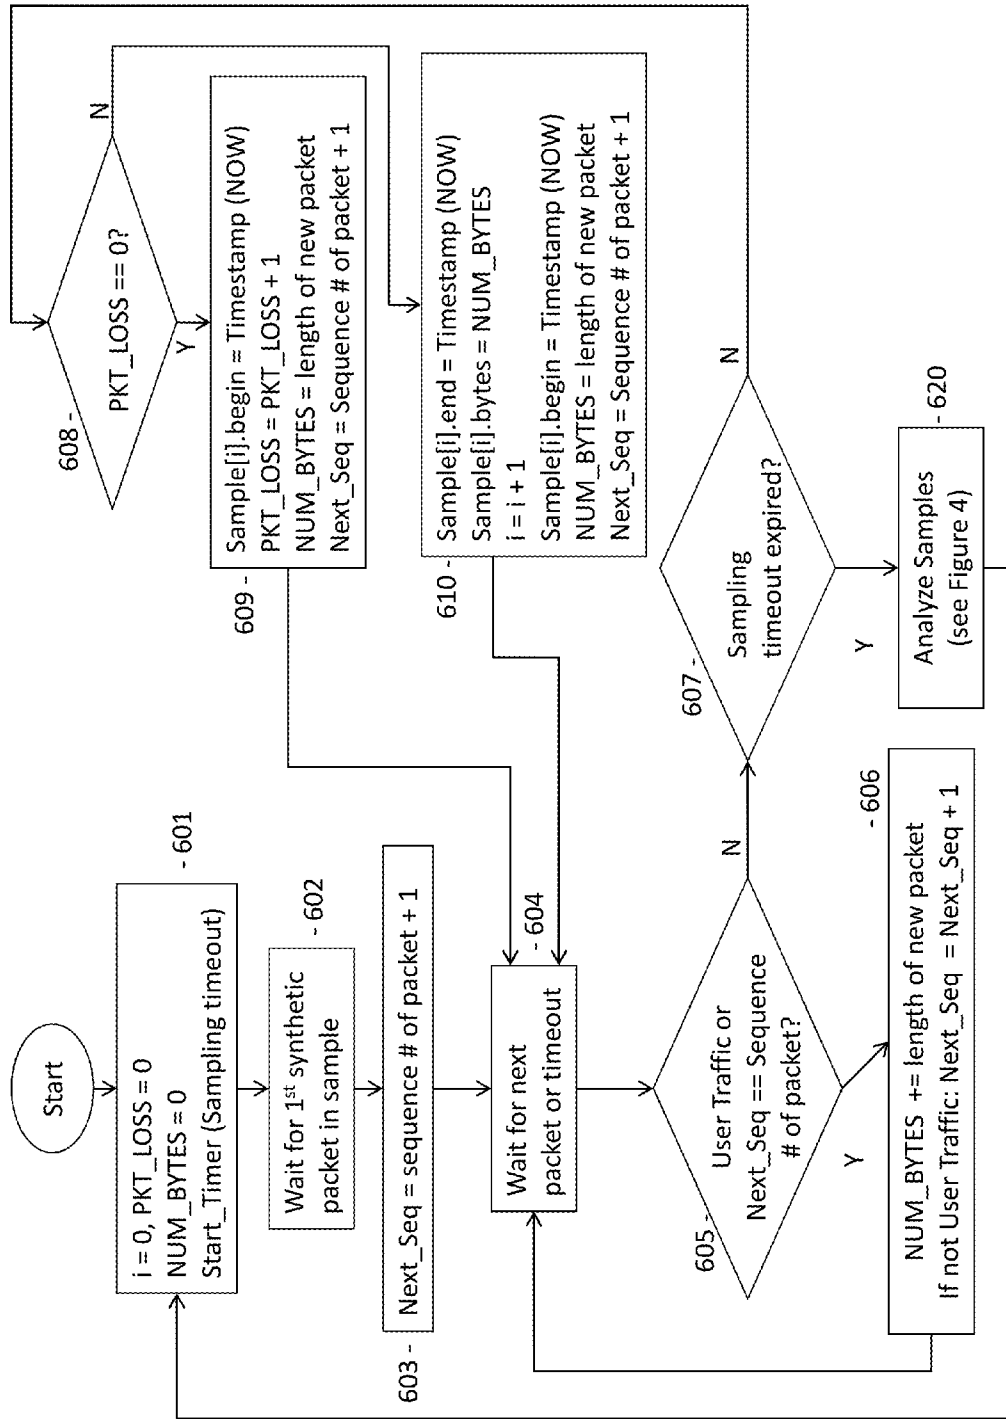 Start
- 601
i = 0, PKT_LOSS = 0
NUM_BYTES = 0
Start_Timer (Sampling timeout)
- 602
Wait for 1st synthetic
packet in sample
603 -
Next_Seq = sequence # of packet + 1
- 604
Wait for next
packet or timeout
605 -
User Traffic or
Next_Seq == Sequence
# of packet?
N
Y
- 606
NUM_BYTES += length of new packet
If not User Traffic: Next_Seq = Next_Seq + 1
607 -
Sampling
timeout expired?
N
Y
- 620
Analyze Samples
(see Figure 4)
608 -
PKT_LOSS == 0?
N
Y
609 -
Sample[i].begin = Timestamp (NOW)
PKT_LOSS = PKT_LOSS + 1
NUM_BYTES = length of new packet
Next_Seq = Sequence # of packet + 1
610 -
Sample[i].end = Timestamp (NOW)
Sample[i].bytes = NUM_BYTES
i = i + 1
Sample[i].begin = Timestamp (NOW)
NUM_BYTES = length of new packet
Next_Seq = Sequence # of packet + 1